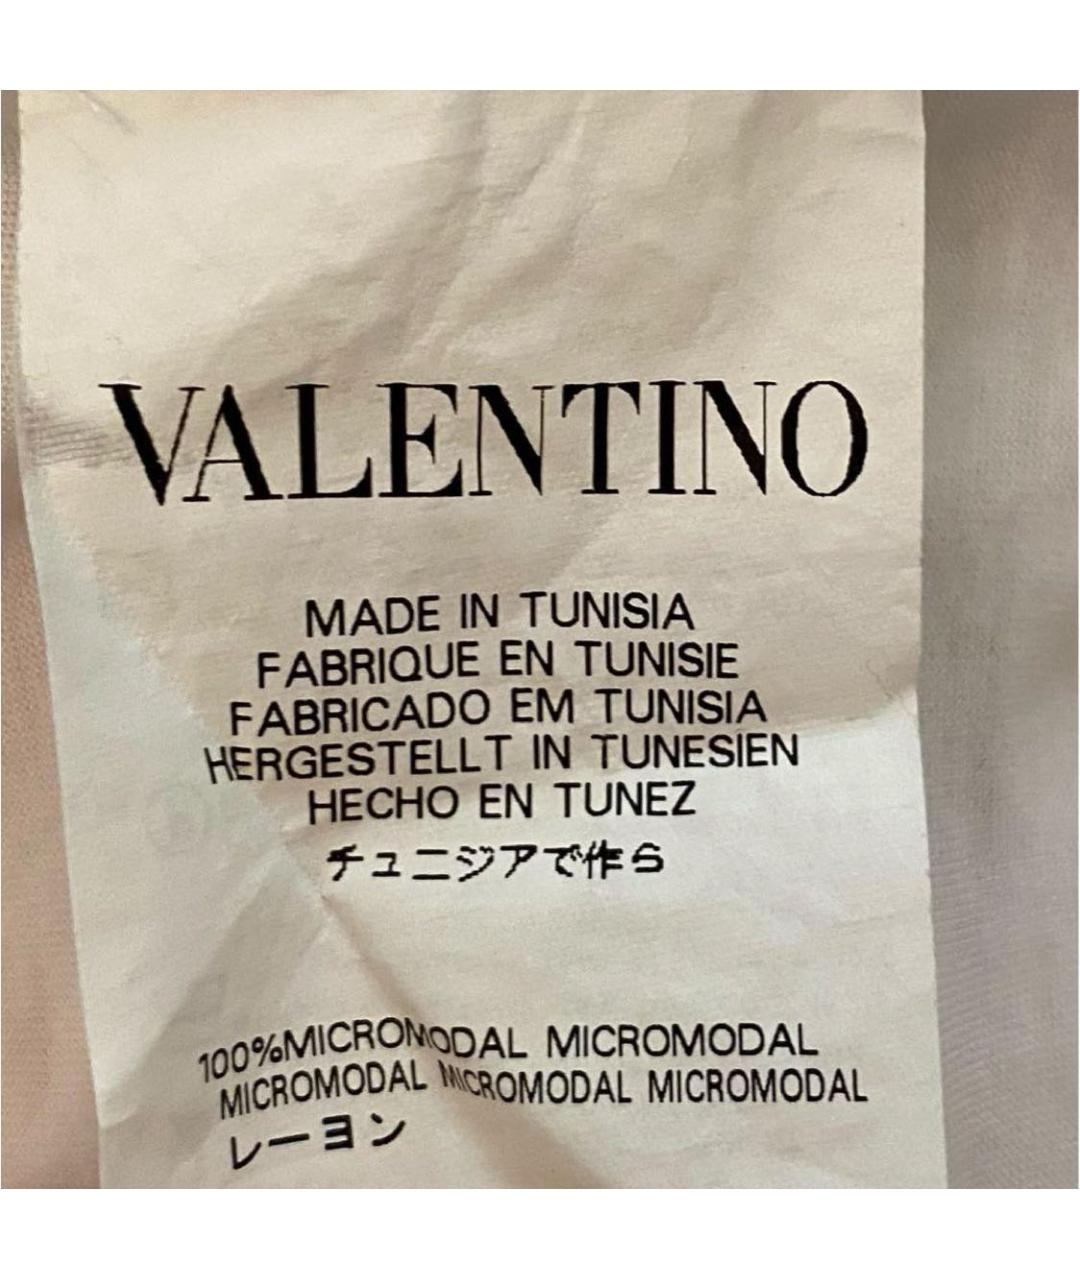 VALENTINO
MADE IN TUNISIA
FABRIQUE EN TUNISIE
FABRICADO EM TUNISIA
HERGESTELLT IN TUNESIEN
HECHO EN TUNEZ
チュニジアで作ら
100%MICROMODAL MICROMODAL
MICROMODAL MICROMODAL MICROMODAL
レーヨン